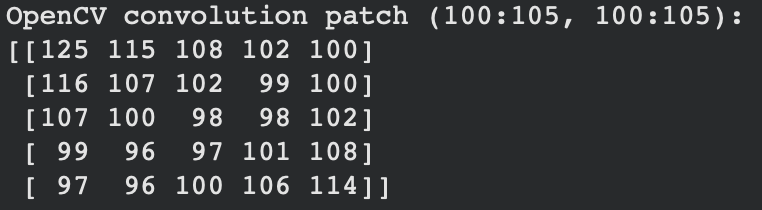 OpenCV convolution patch (100:105, 100:105):
[[125 115 108 102 100]
 [116 107 102  99 100]
 [107 100  98  98 102]
 [ 99  96  97 101 108]
 [ 97  96 100 106 114]]